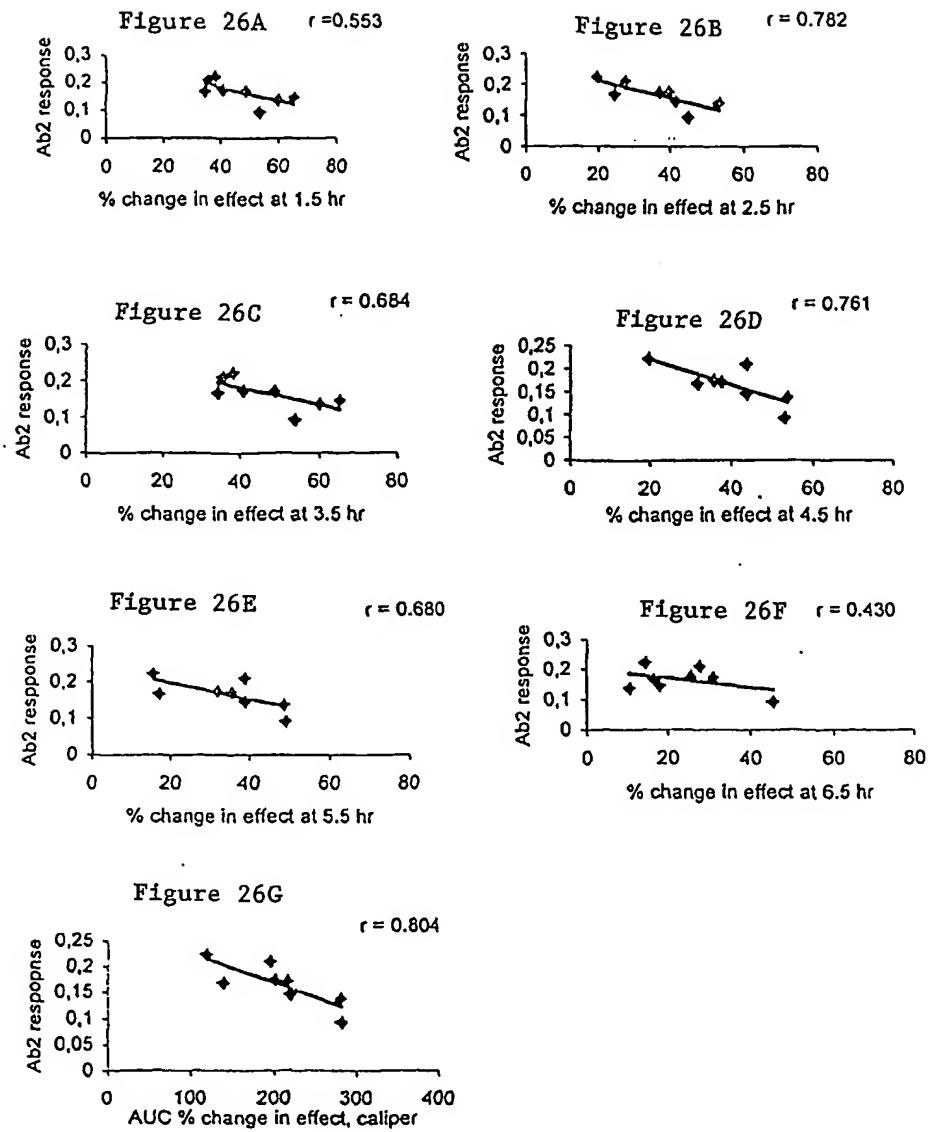 Figure 26A r =0.553
Ab2 response
0,3
0.2
0.1
0
0 20 40 60 80
% change in effect at 1.5 hr
Figure 26B r = 0.782
Ab2 response
0.3
0.2
0.1
0
0 20 40 60 80
% change in effect at 2.5 hr
Figure 26C r = 0.684
Ab2 response
0,3
0.2
0.1
0
0 20 40 60 80
% change in effect at 3.5 hr
Figure 26D r = 0.761
Ab2 response
0,25
0,2
0,15
0,1
0,05
0
0 20 40 60 80
% change in effect at 4.5 hr
Figure 26E r = 0.680
Ab2 respponse
0,3
0.2
0,1
0
0 20 40 60 80
% change in effect at 5.5 hr
Figure 26F r = 0.430
Ab2 response
0,3
0.2
0,1
0
0 20 40 60 80
% change in effect at 6.5 hr
Figure 26G
r = 0.804
Ab2 respopnse
0,25
0,2
0,15
0,1
0,05
0
0 100 200 300 400
AUC % change in effect, caliper